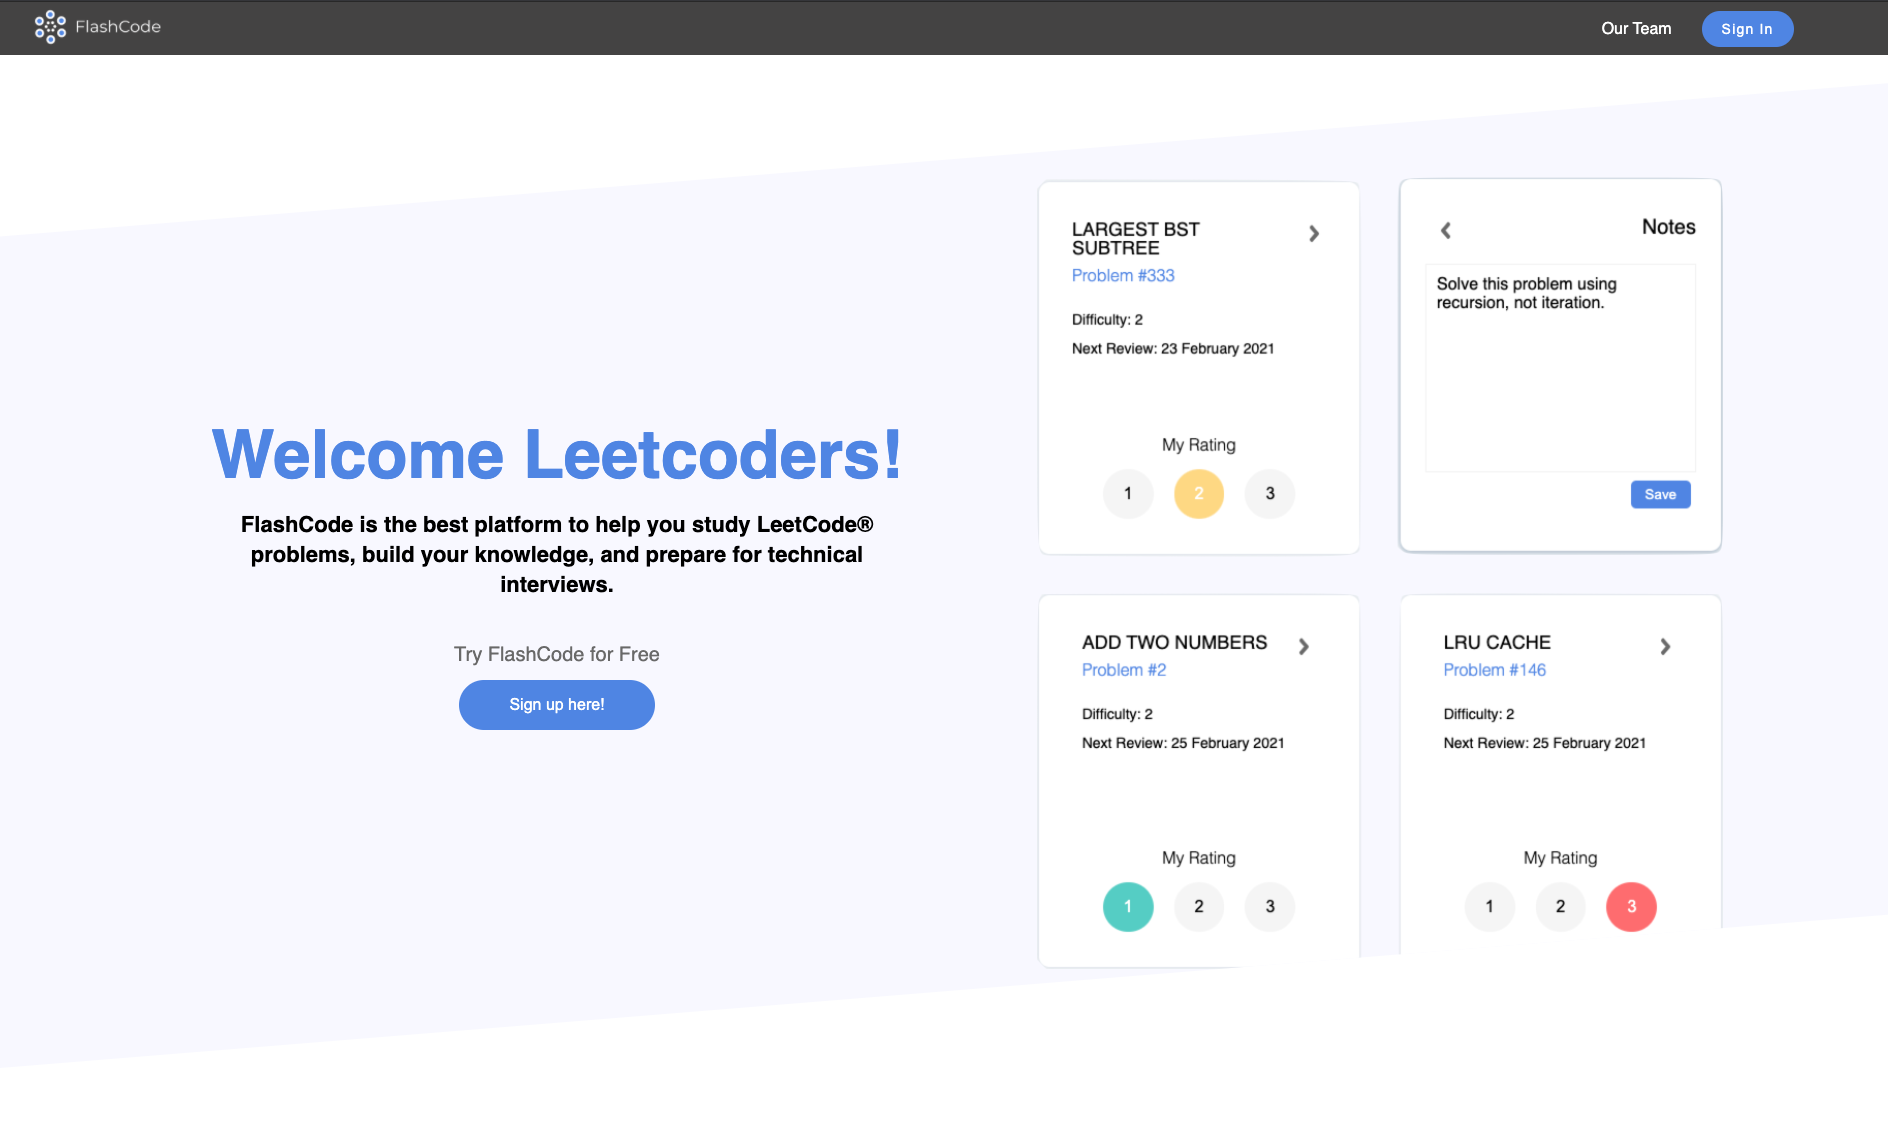 FlashCode
Our Team
Sign In
Welcome Leetcoders!
FlashCode is the best platform to help you study LeetCode®
problems, build your knowledge, and prepare for technical
interviews.
Try FlashCode for Free
Sign up here!
LARGEST BST
SUBTREE
Problem #333
Difficulty: 2
Next Review: 23 February 2021
My Rating
1 2 3
Notes
Solve this problem using
recursion, not iteration.
Save
ADD TWO NUMBERS
Problem #2
Difficulty: 2
Next Review: 25 February 2021
My Rating
1 2 3
LRU CACHE
Problem #146
Difficulty: 2
Next Review: 25 February 2021
My Rating
1 2 3